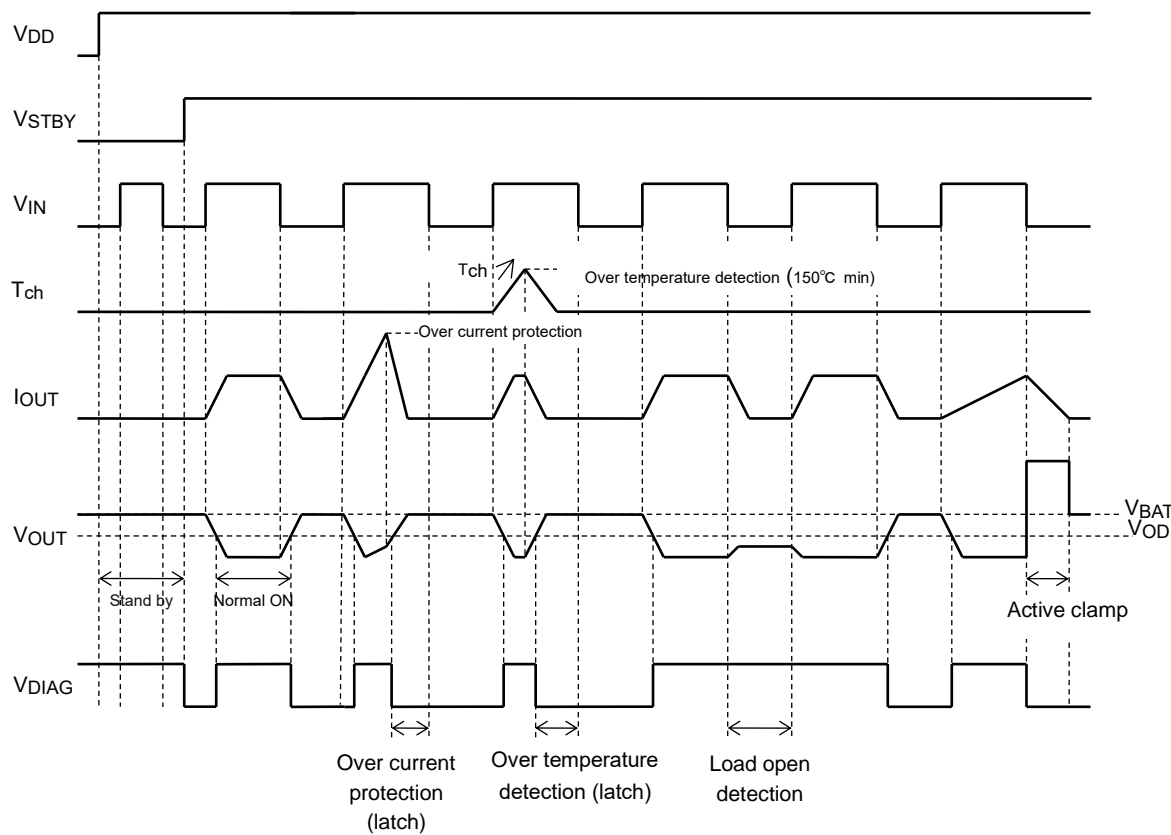 VDD
VSTBY
VIN
Tch
Over temperature detection (150℃ min)
Tch
Over current protection
IOUT
VBAT
VOUT
VOD
Stand by
Normal ON
Active clamp
VDIAG
Over current
protection
(latch)
Over temperature
detection (latch)
Load open
detection